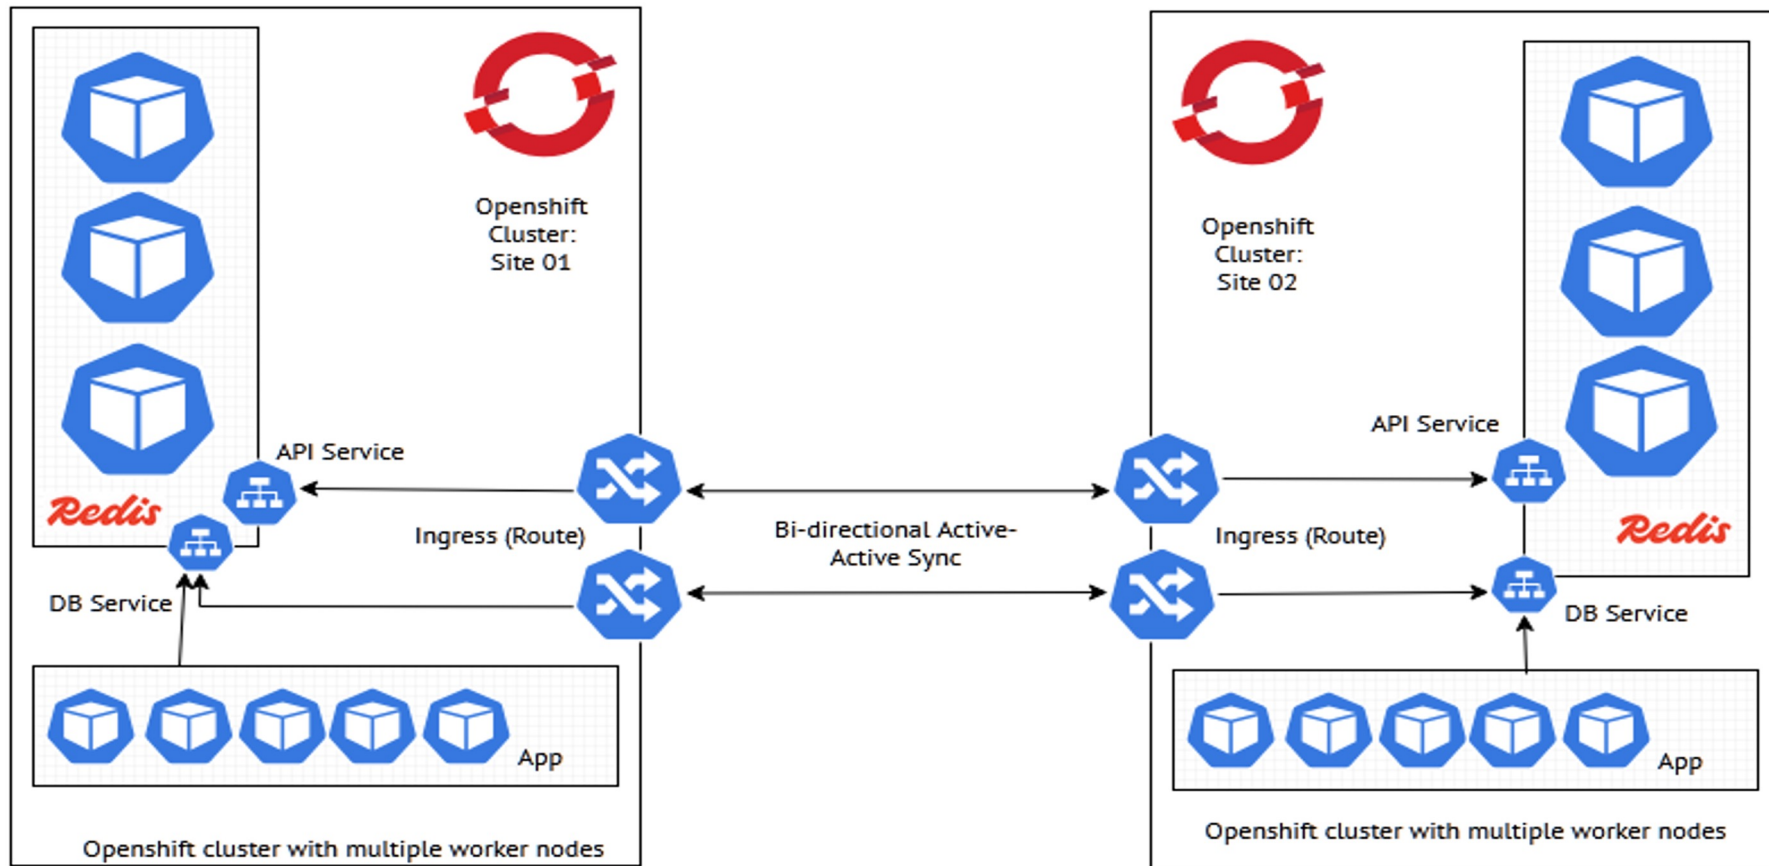 Openshift
Cluster:
Site 01
API Service
Redis
Ingress (Route)
DB Service
App
Openshift cluster with multiple worker nodes
Bi-directional Active-
Active Sync
Openshift
Cluster:
Site 02
API Service
Ingress (Route)
Redis
DB Service
App
Openshift cluster with multiple worker nodes